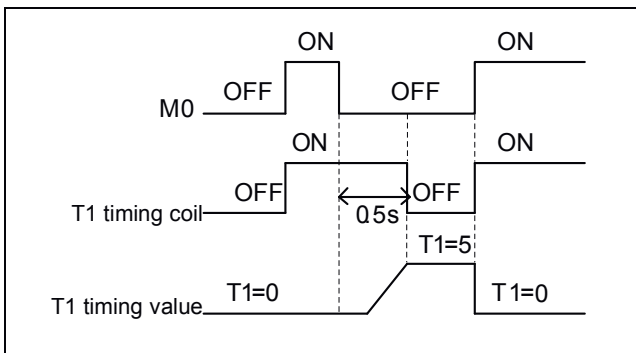 ON ON
OFF OFF
M0
ON ON
OFF OFF
T1 timing coil 0.5s
T1=5
T1=0 T1=0
T1 timing value